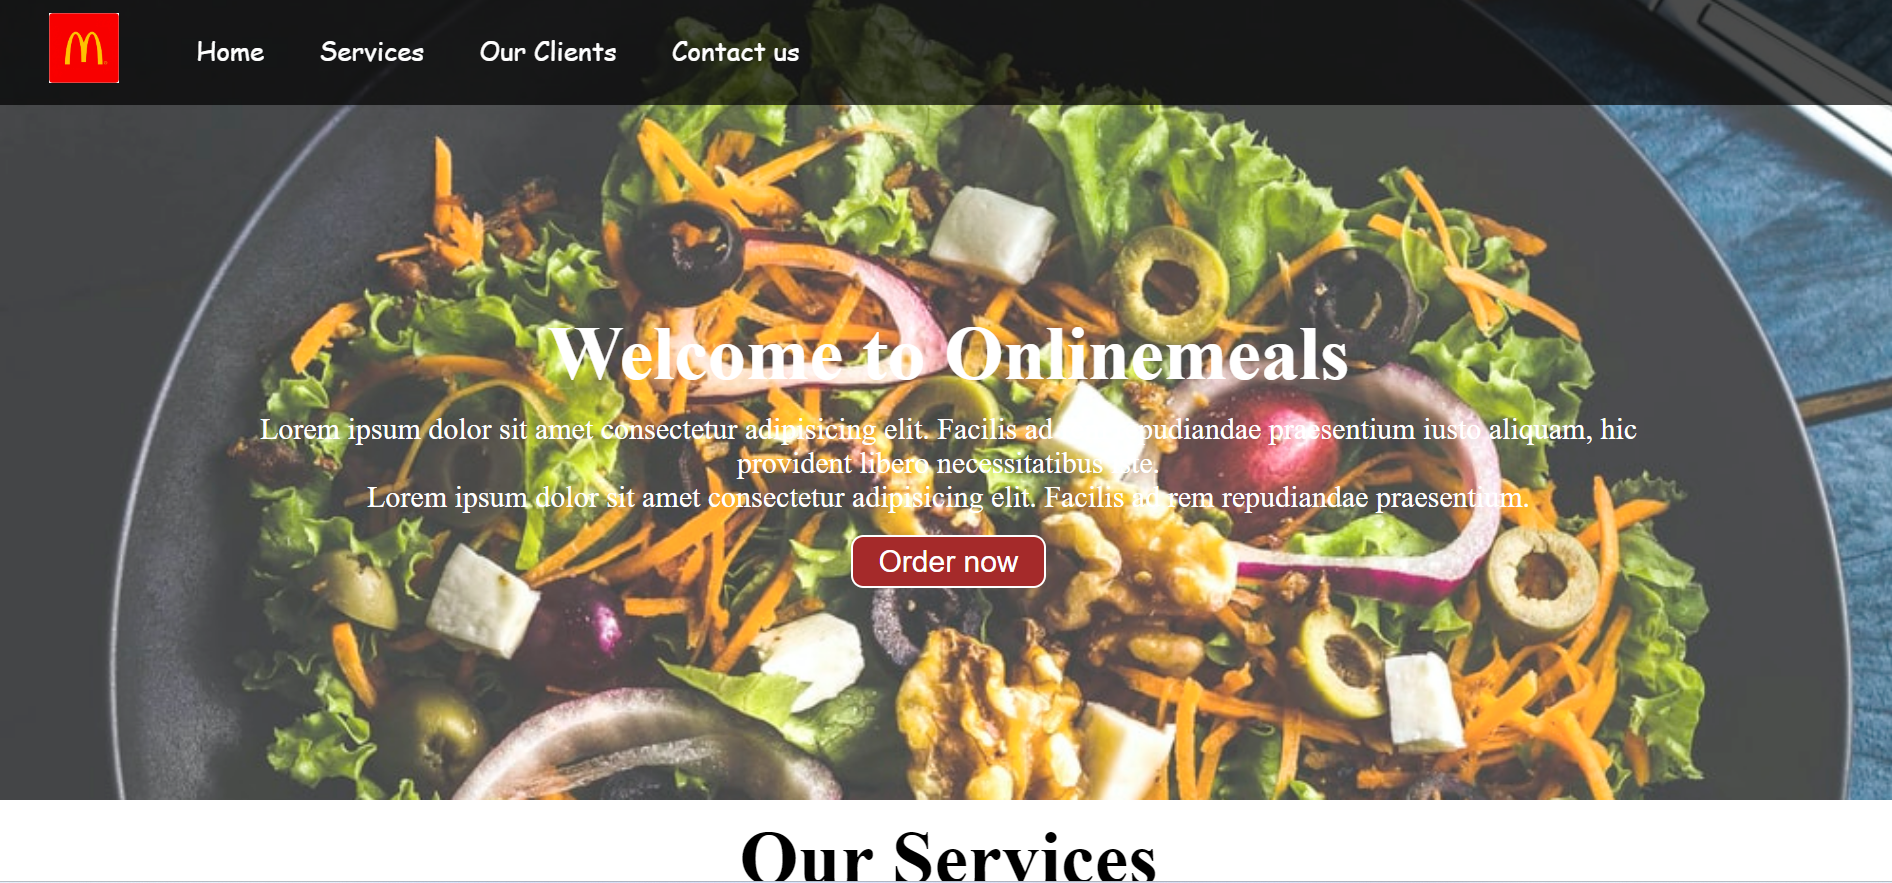 Home Services Our Clients Contact us
Welcome to Onlinemeals
Lorem ipsum dolor sit amet consectetur adipisicing elit. Facilis ad repudiandae praesentium iusto aliquam, hic
provident libero necessitatibus iste.
Lorem ipsum dolor sit amet consectetur adipisicing elit. Facilis ad rem repudiandae praesentium.
Order now
Our Services